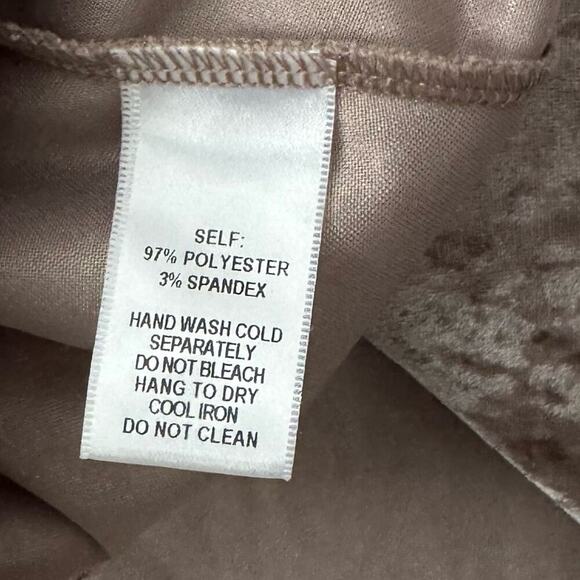 SELF:
97% POLYESTER
3% SPANDEX
HAND WASH COLD
SEPARATELY
DO NOT BLEACH
HANG TO DRY
COOL IRON
DO NOT CLEAN